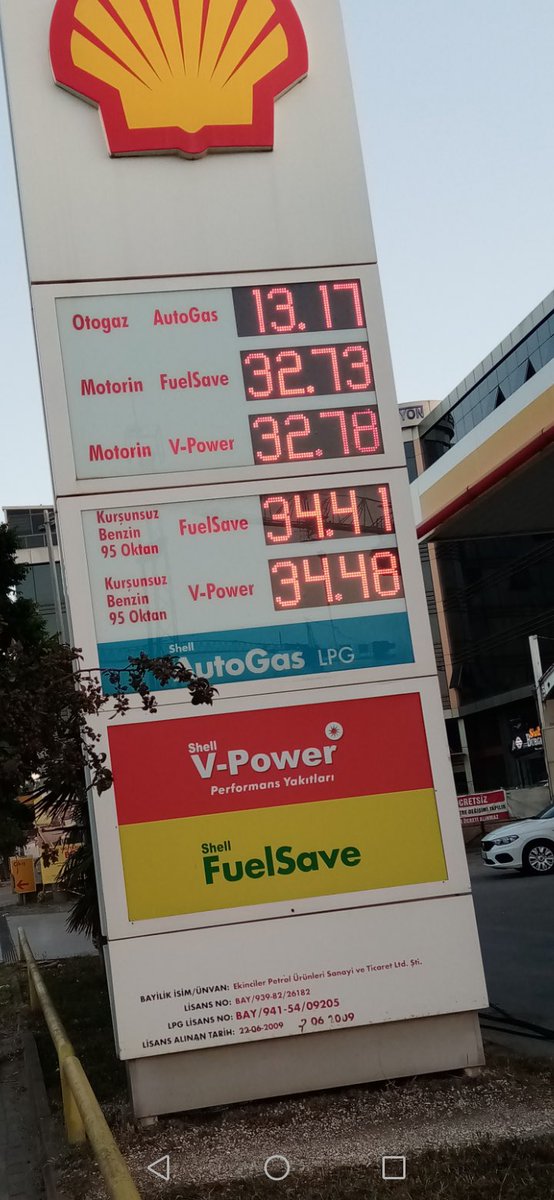 Otogaz AutoGas 13.17
Motorin FuelSave 32.73
Motorin V-Power 32.78
Kurşunsuz
Benzin
95 Oktan
FuelSave 34.41
Kurşunsuz
Benzin
95 Oktan
V-Power 34.48
Shell
AutoGas LPG
Shell
V-Power
Performans Yakıtları
Shell
FuelSave
BAYİLİK İSİM/ÜNVAN: Ekinciler Petrol Ürünleri Sanayi ve Ticaret Ltd. Şti.
LİSANS NO: BAY/939-82/26182
LPG LİSANS NO: BAY/941-54/09205
LİSANS ALINAN TARİH: 22-06-2009 06 2009